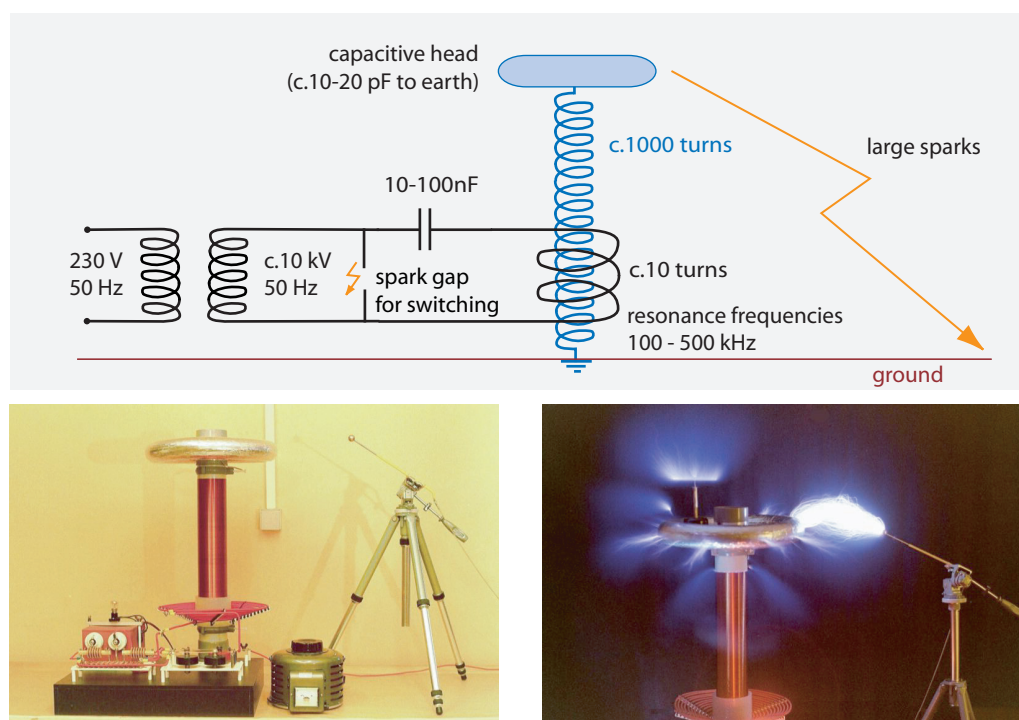 capacitive head
(c.10-20 pF to earth)
c.1000 turns
large sparks
10-100nF
230 V
50 Hz
c.10 kV
50 Hz
spark gap
for switching
c.10 turns
resonance frequencies
100 - 500 kHz
ground